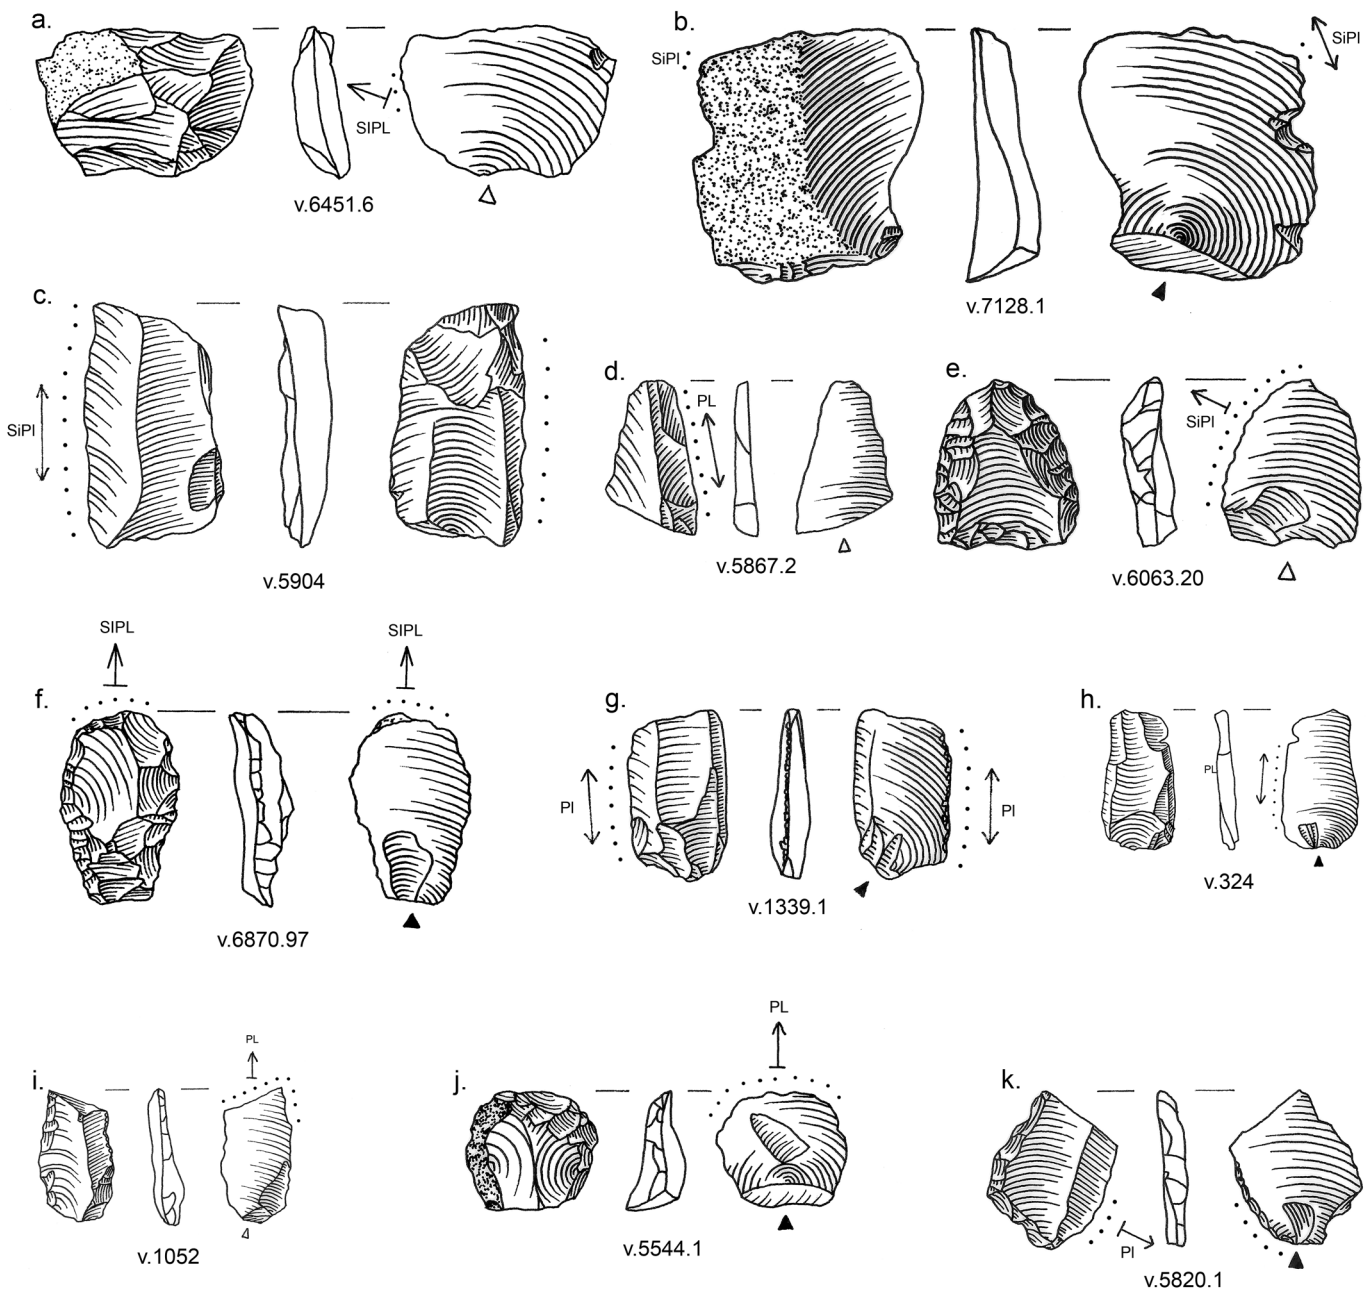 a.
SIPL
v.6451.6
b.
SiPl
SiPl
v.7128.1
c.
SiPl
v.5904
d.
PL
v.5867.2
e.
SiPl
v.6063.20
f.
SIPL
SIPL
v.6870.97
g.
Pl
Pl
v.1339.1
h.
PL
v.324
i.
PL
v.1052
j.
PL
v.5544.1
k.
Pl
v.5820.1